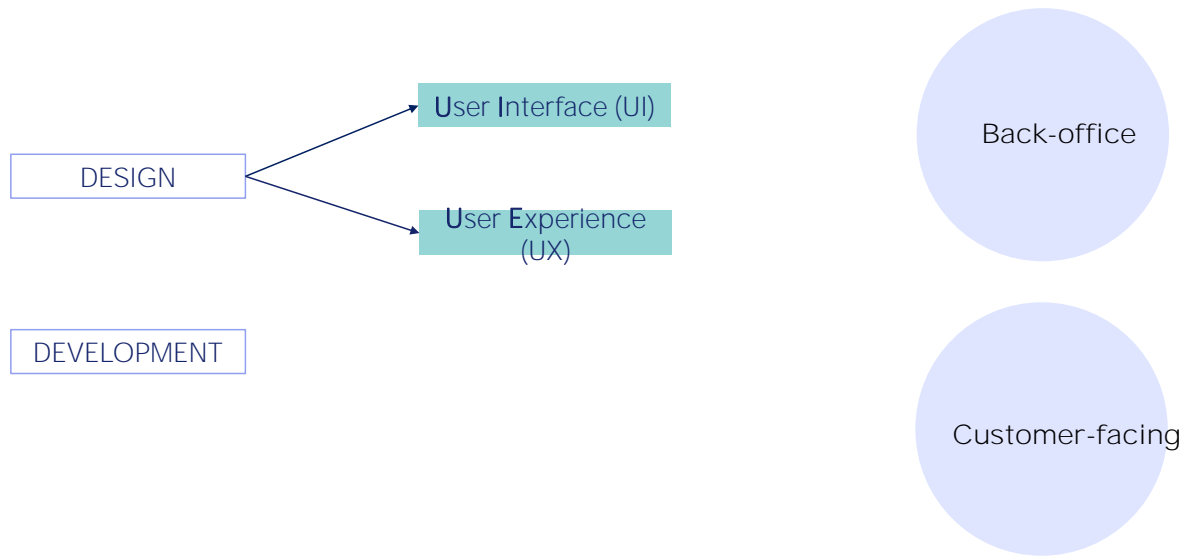 User Interface (UI)
Back-office
DESIGN
User Experience
(UX)
DEVELOPMENT
Customer-facing